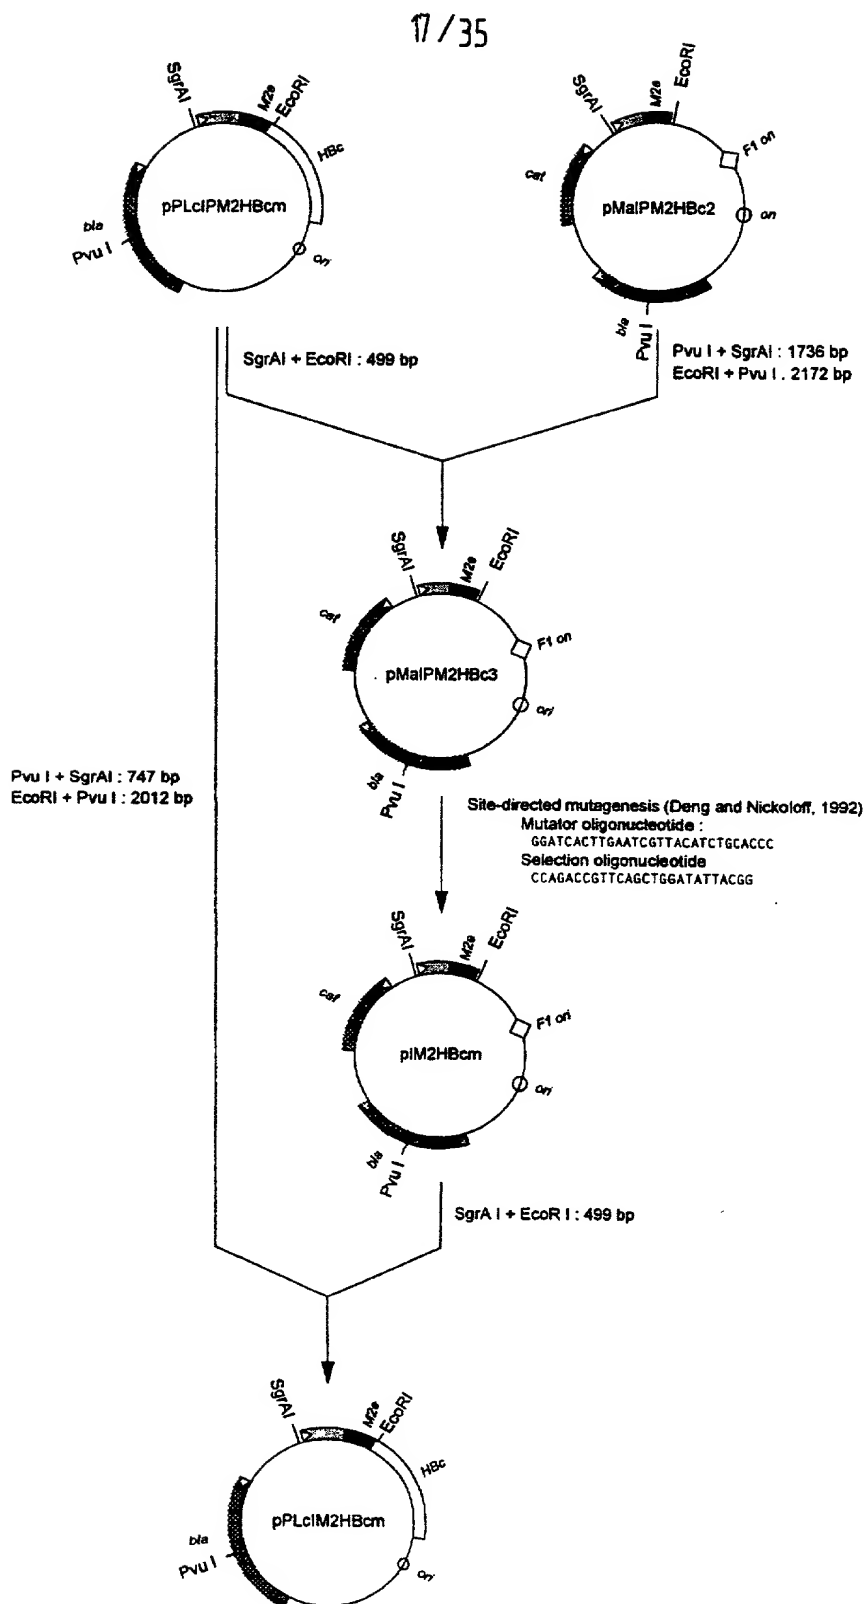 17/35
SgrAI
M2e
EcoRI
HBc
pPLcIPM2HBcm
bla
Pvu I
ori
SgrAI
M2e
EcoRI
F1 ori
cat
pMalPM2HBc2
ori
bla
Pvu I
SgrAI + EcoRI : 499 bp
Pvu I + SgrAI : 1736 bp
EcoRI + Pvu I . 2172 bp
SgrAI
M2e
EcoRI
cat
F1 ori
pMalPM2HBc3
ori
bla
Pvu I
Pvu I + SgrAI : 747 bp
EcoRI + Pvu I : 2012 bp
Site-directed mutagenesis (Deng and Nickoloff, 1992)
Mutator oligonucleotide :
GGATCACTTGAATCGTTACATCTGCACCC
Selection oligonucleotide
CCAGACCGTTCAGCTGGATATTACGG
SgrAI
M2e
EcoRI
cat
F1 ori
pIM2HBcm
ori
bla
Pvu I
SgrA I + EcoR I : 499 bp
SgrAI
M2e
EcoRI
HBc
pPLcIM2HBcm
bla
Pvu I
ori